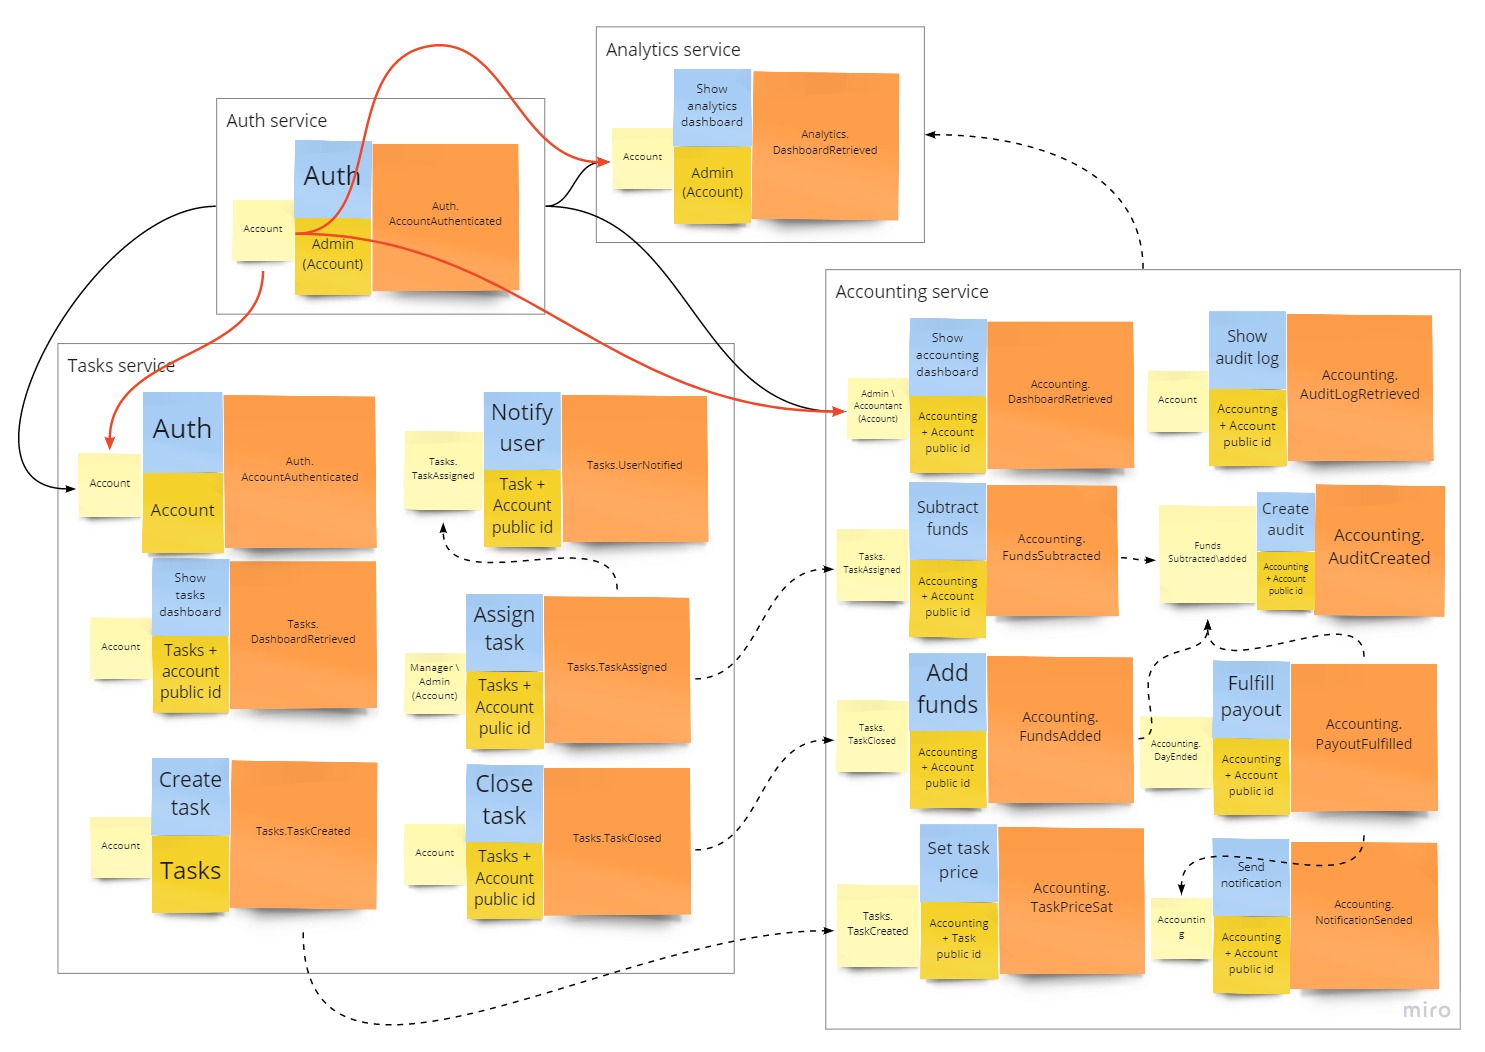 Analytics service
Show
analytics
dashboard
Account
Admin
(Account)
Analytics.
DashboardRetrieved
Auth service
Auth
Account
Admin
(Account)
Auth.
AccountAuthenticated
Tasks service
Auth
Account
Account
Auth.
AccountAuthenticated
Notify
user
Tasks.
TaskAssigned
Task +
Account
public id
Tasks.UserNotified
Show
tasks
dashboard
Account
Tasks +
account
public id
Tasks.
DashboardRetrieved
Assign
task
Manager \
Admin
(Account)
Tasks +
Account
pulic id
Tasks.TaskAssigned
Create
task
Account
Tasks
Tasks.TaskCreated
Close
task
Account
Tasks +
Account
public id
Tasks.TaskClosed
Accounting service
Show
accounting
dashboard
Admin \
Accountant
(Account)
Accounting
+ Account
public id
Accounting.
DashboardRetrieved
Show
audit log
Account
Accountng
+ Account
public id
Accounting.
AuditLogRetrieved
Subtract
funds
Tasks.
TaskAssigned
Accounting
+ Account
public id
Accounting.
FundsSubtracted
Create
audit
Funds
Subtracted\added
Accounting
+ Account
public id
Accounting.
AuditCreated
Add
funds
Tasks.
TaskClosed
Accounting
+ Account
public id
Accounting.
FundsAdded
Fulfill
payout
Accounting.
DayEnded
Accounting
+ Account
public id
Accounting.
PayoutFulfilled
Set task
price
Tasks.
TaskCreated
Accounting
+ Task
public id
Accounting.
TaskPriceSat
Send
notification
Accountin
g
Accounting
+ Account
public id
Accounting.
NotificationSended
miro